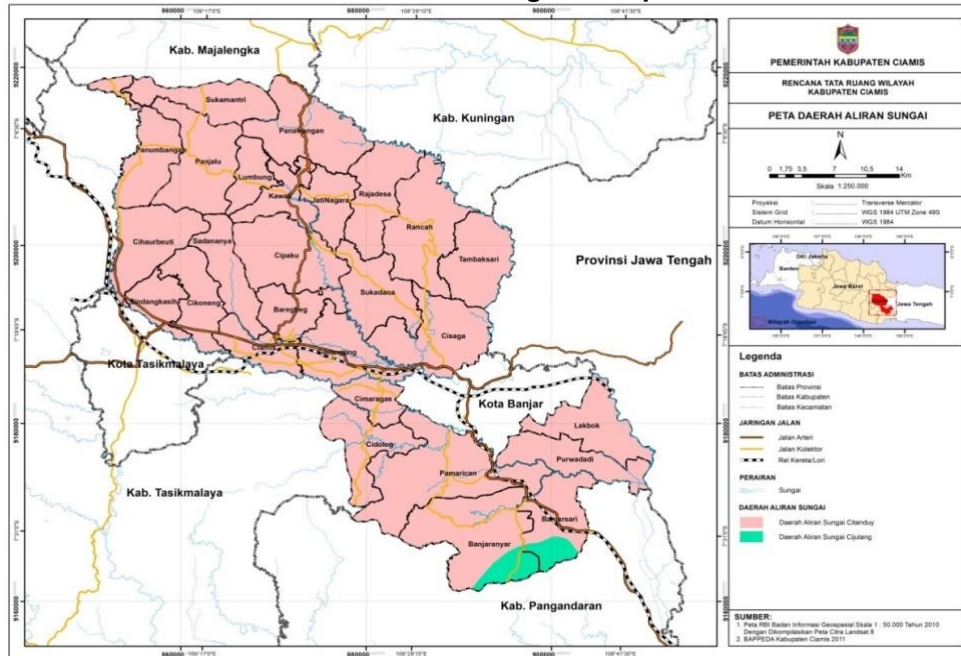 Kab. Majalengka
Sukamantri
Kab. Kuningan
Panumbangan
Panjalu
Lumbung
Kawali
JatiNagara
Rajadesa
Rancah
Cihaurbeuti
Sadananya
Cipaku
Tambaksari
Provinsi Jawa Tengah
Sukadana
Sindangkasih
Cikoneng
Baregbeg
Cisaga
Kota Tasikmalaya
Cimaragas
Kota Banjar
Lakbok
Cidolog
Purwadadi
Pamarican
Kab. Tasikmalaya
Banjarsari
Banjaranyar
Kab. Pangandaran
PEMERINTAH KABUPATEN CIAMIS
RENCANA TATA RUANG WILAYAH
KABUPATEN CIAMIS
PETA DAERAH ALIRAN SUNGAI
N
0 1,75 3,5 7 10,5 14
Km
Skala 1:250.000
Proyeksi : Transverse Mercator
Sistem Grid : WGS 1984 UTM Zone 49S
Datum Horisontal : WGS 1984
DKI Jakarta
Banten
Jawa Barat
Jawa Tengah
Legenda
BATAS ADMINISTRASI
Batas Provinsi
Batas Kabupaten
Batas Kecamatan
JARINGAN JALAN
Jalan Arteri
Jalan Kolektor
Rel Kereta/Lori
PERAIRAN
Sungai
DAERAH ALIRAN SUNGAI
Daerah Aliran Sungai Citanduy
Daerah Aliran Sungai Cijulang
SUMBER:
1. Peta RBI Badan Informasi Geospasial Skala 1 : 50.000 Tahun 2010
Dengan Dikompilasikan Peta Citra Landsat 8
2. BAPPEDA Kabupaten Ciamis 2011